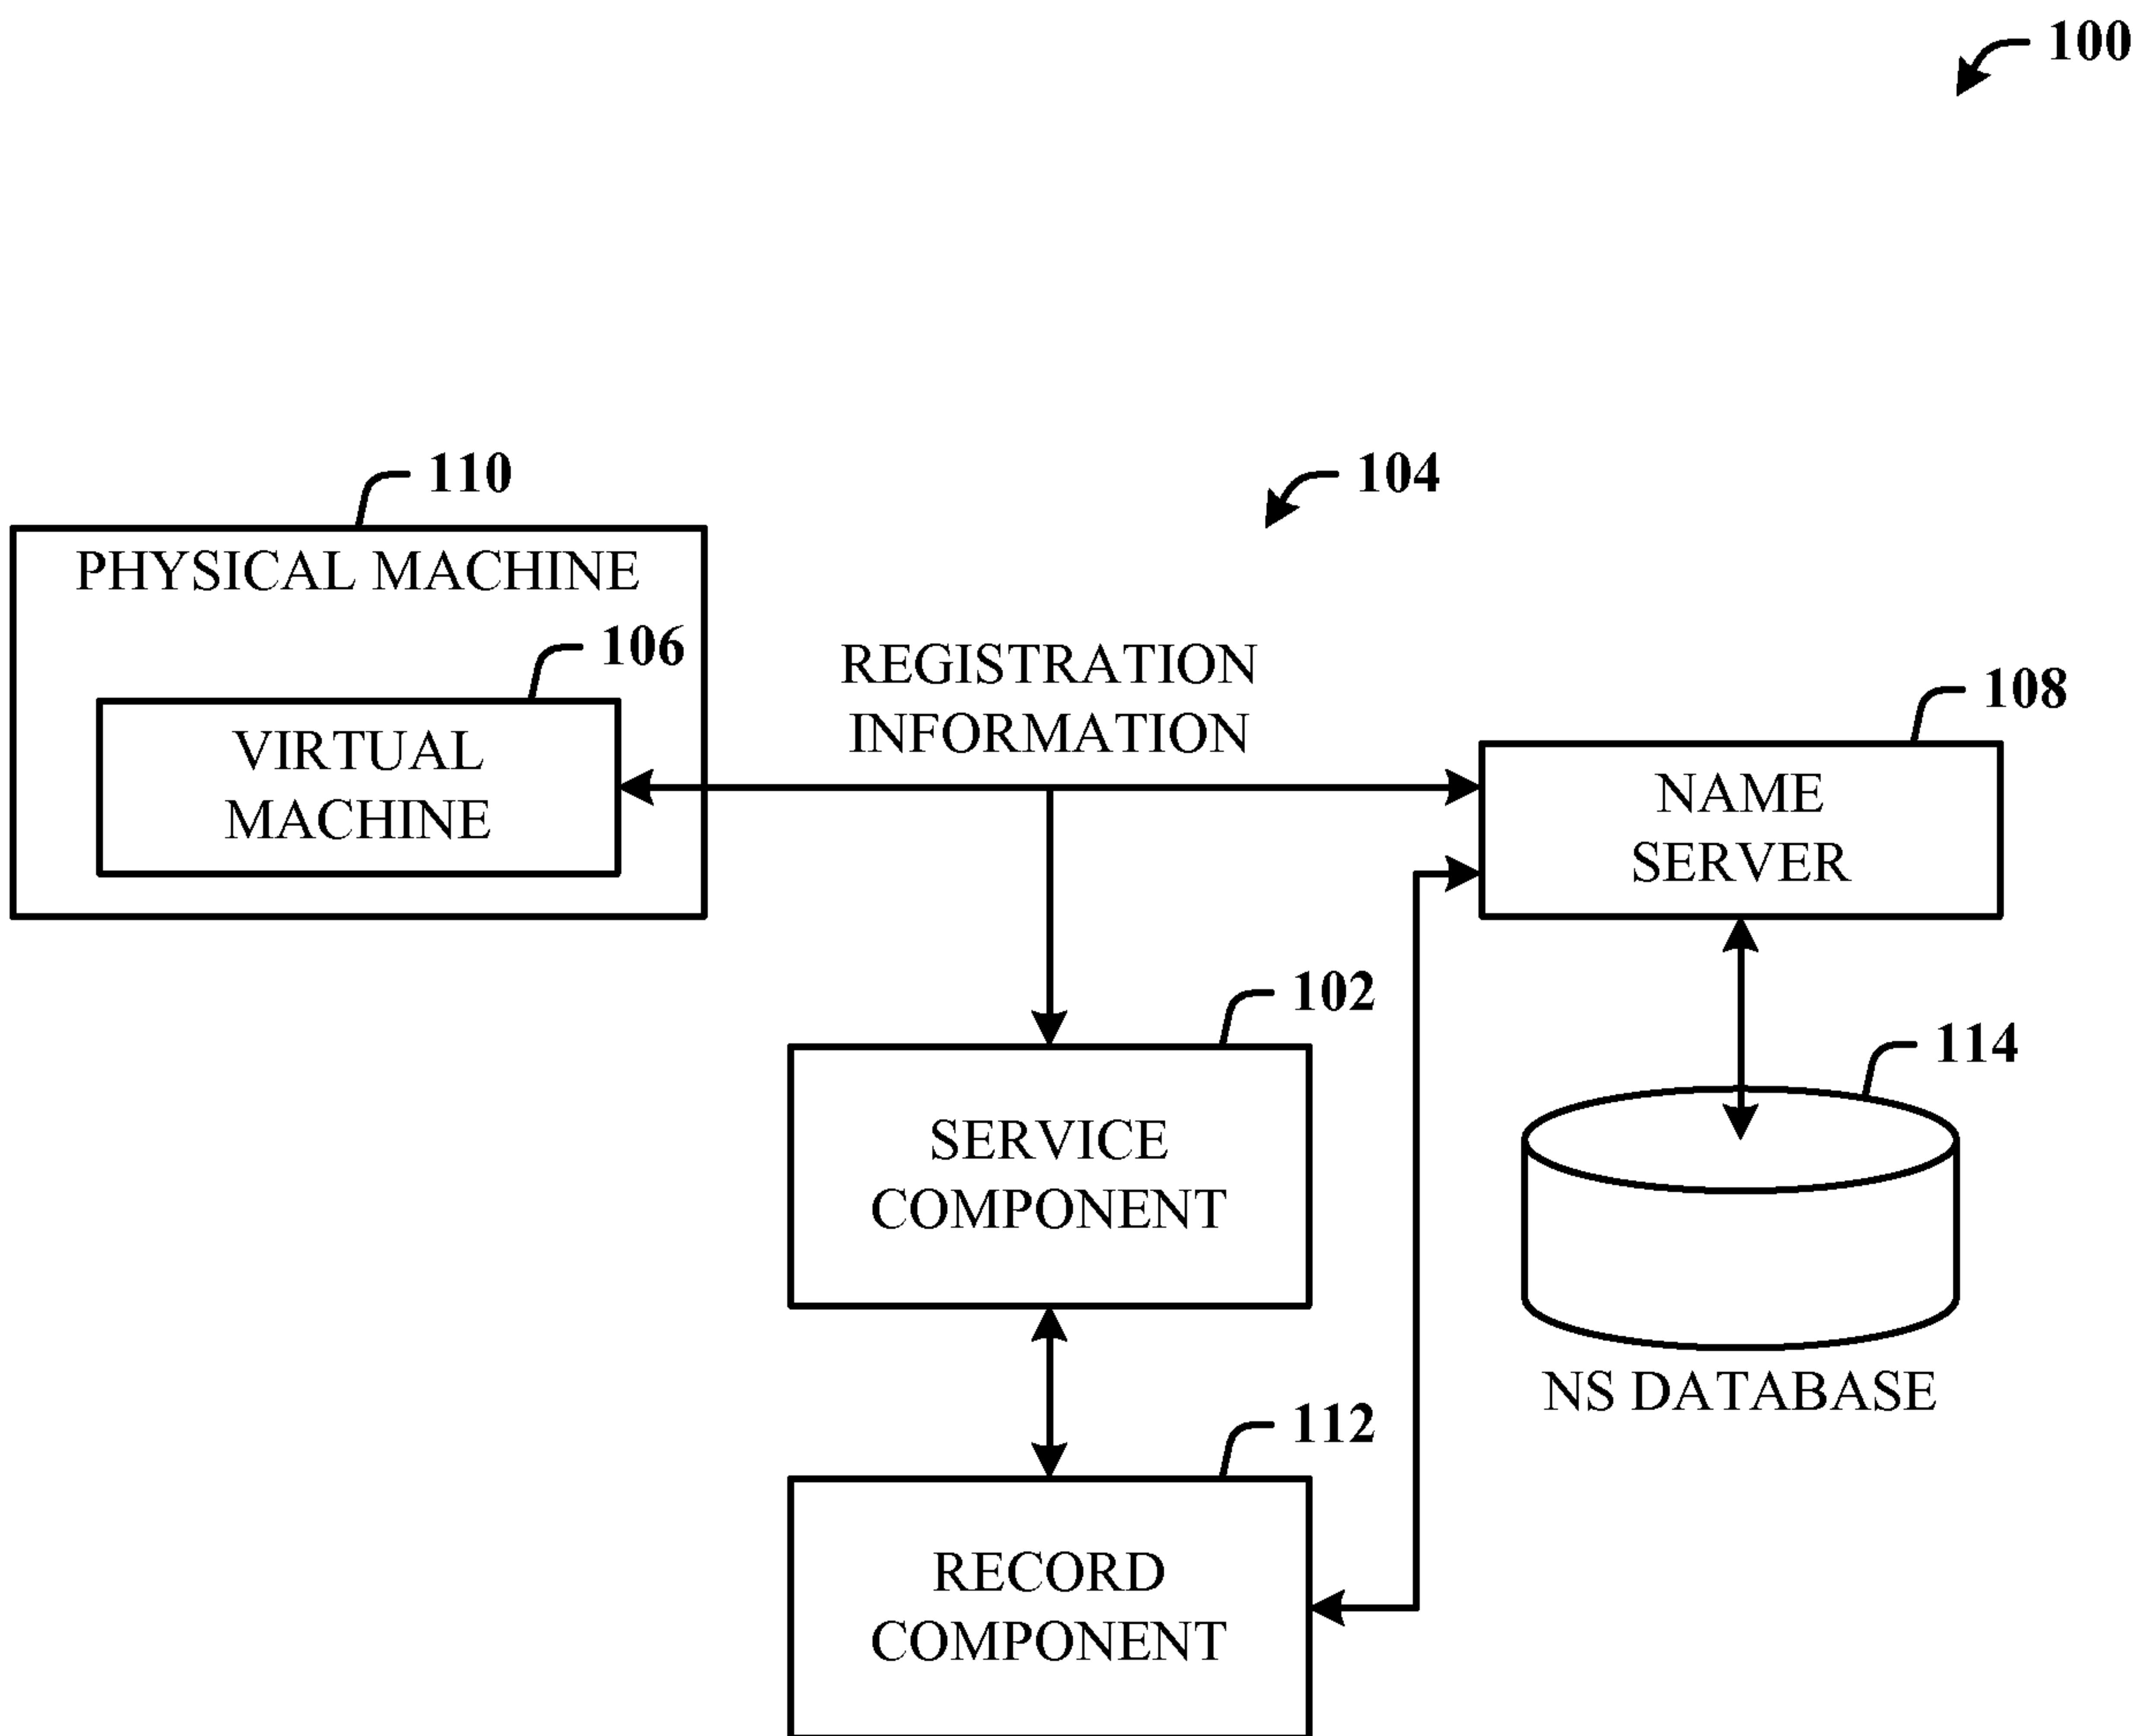 100
110
104
PHYSICAL MACHINE
106
REGISTRATION
INFORMATION
108
VIRTUAL
MACHINE
NAME
SERVER
102
114
SERVICE
COMPONENT
NS DATABASE
112
RECORD
COMPONENT